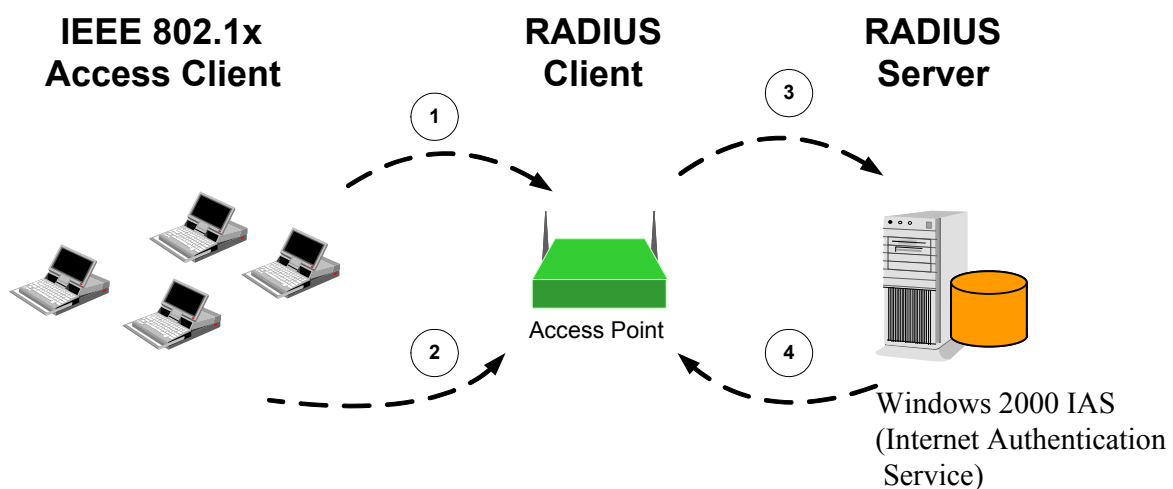 IEEE 802.1x
Access Client
RADIUS
Client
RADIUS
Server
1
3
2
4
Access Point
Windows 2000 IAS
(Internet Authentication
Service)